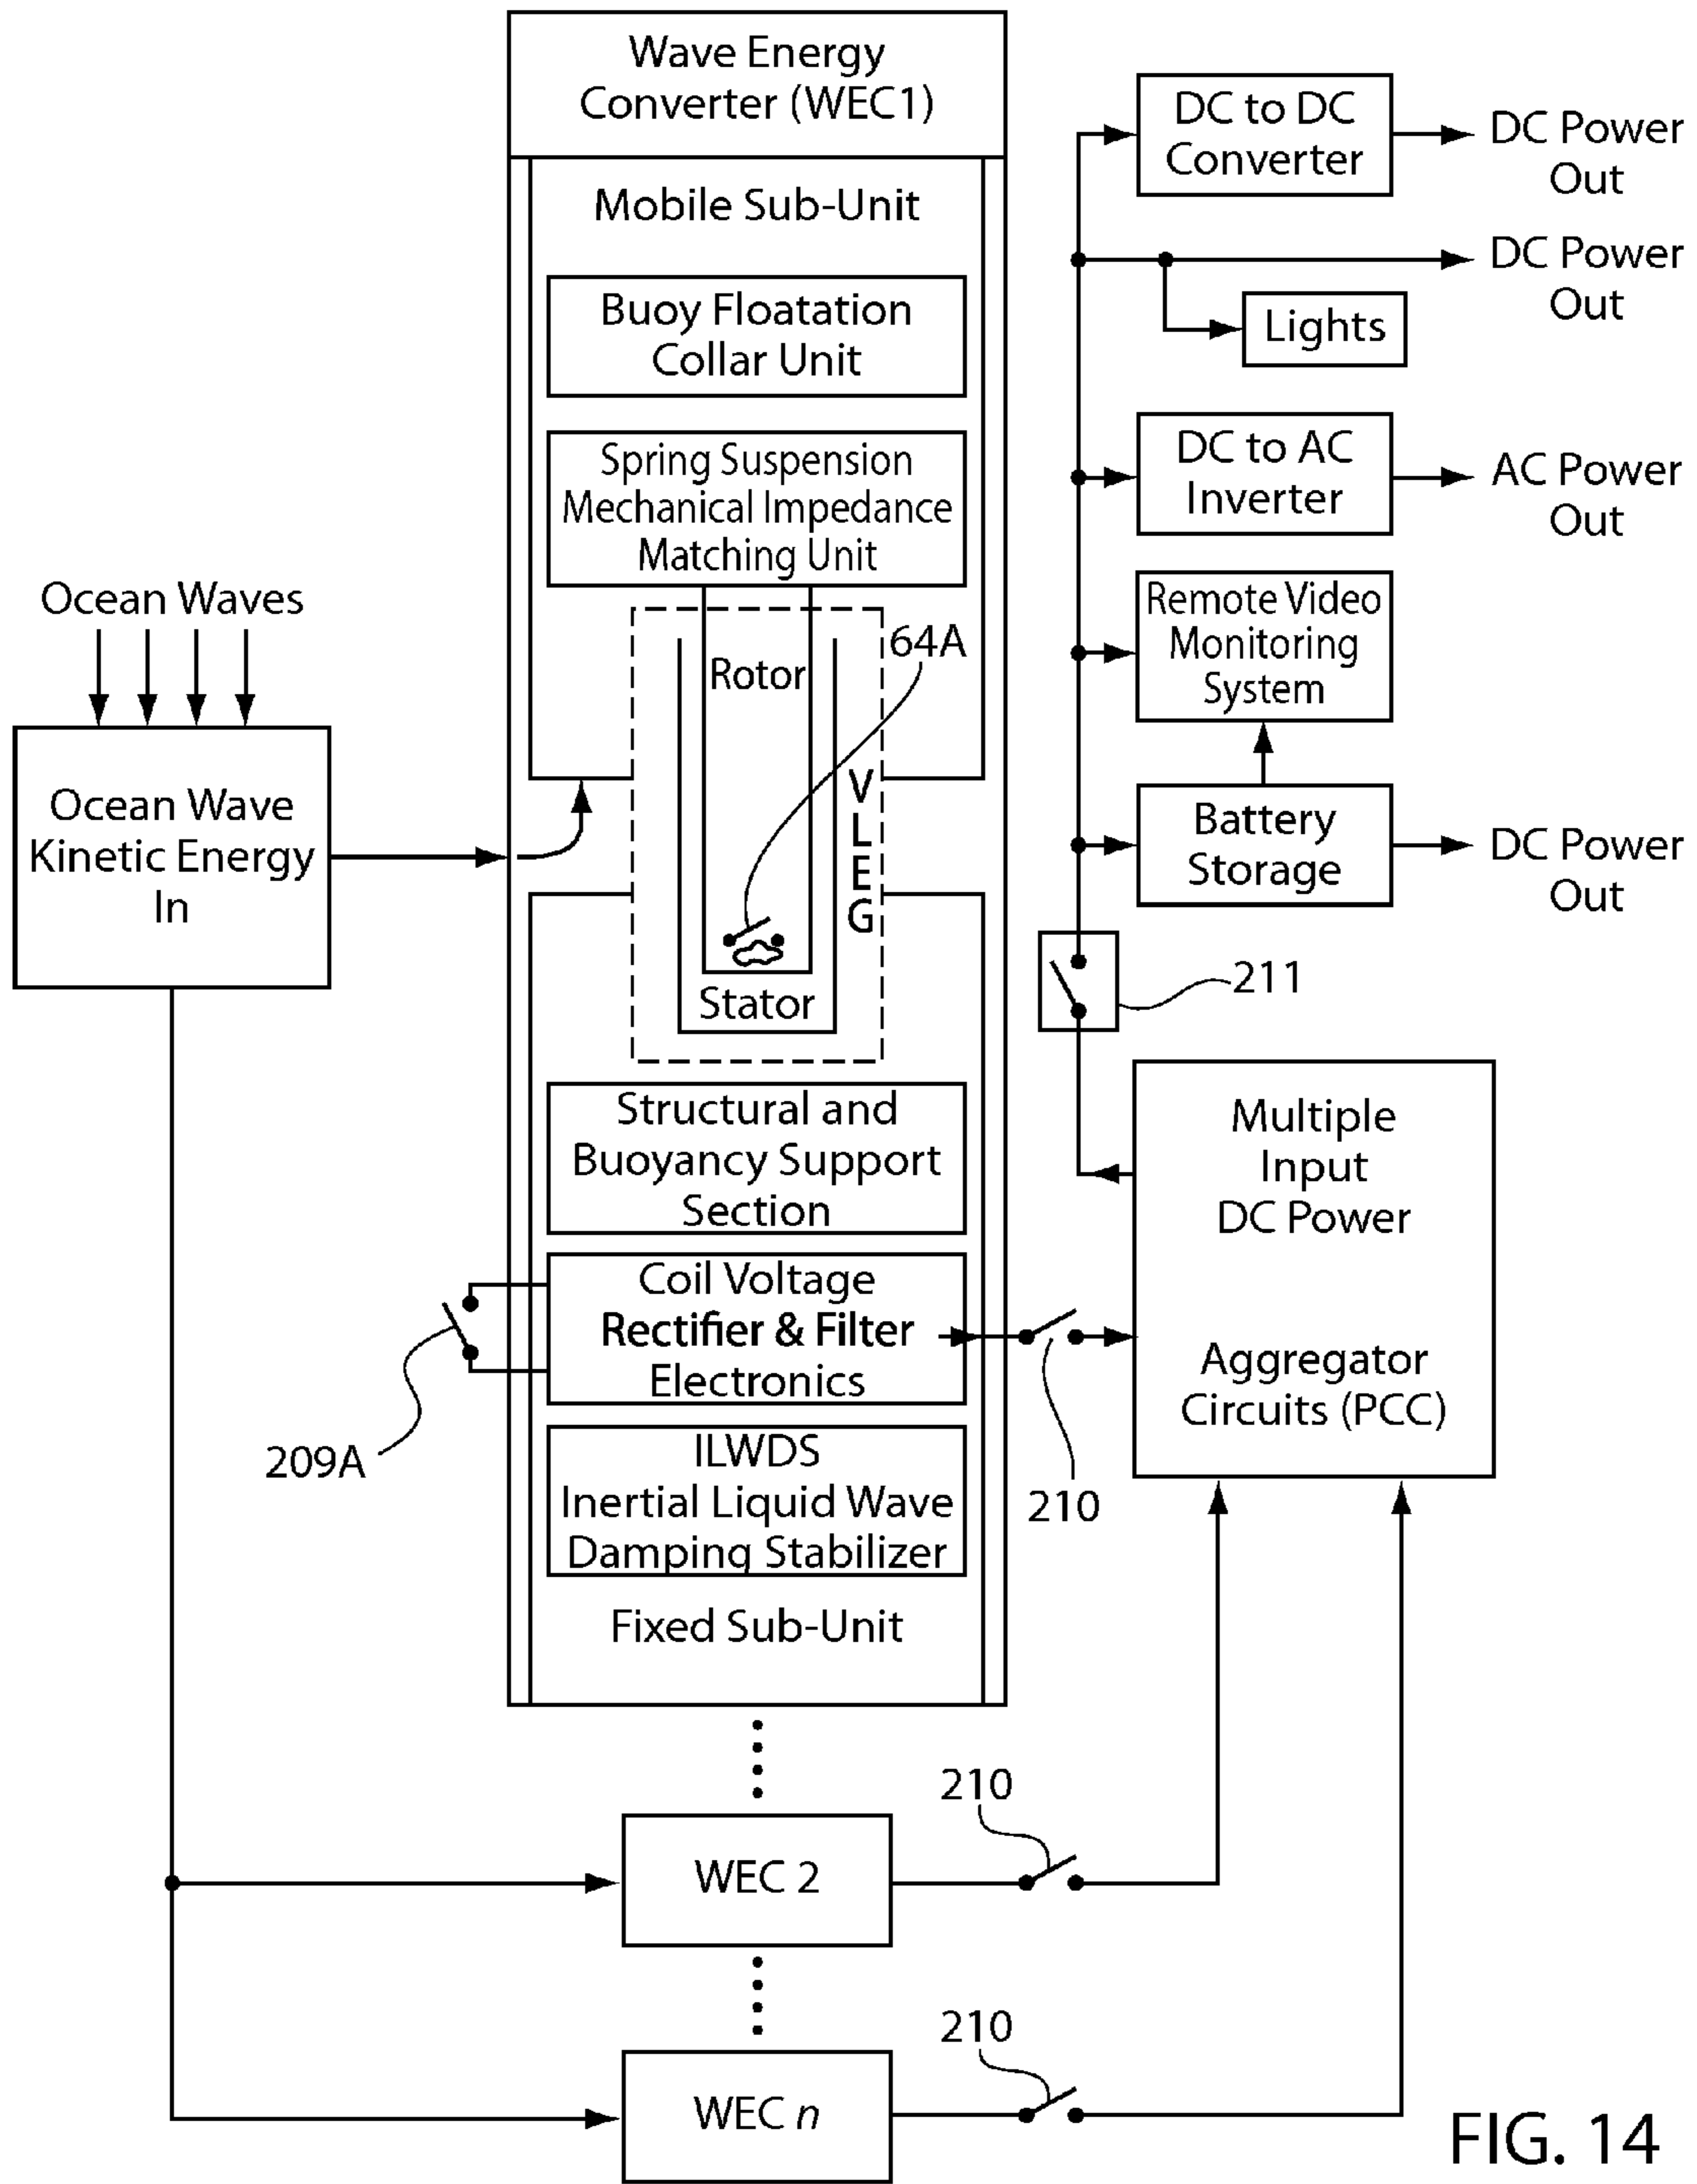 Wave Energy
Converter (WEC1)
Mobile Sub-Unit
Buoy Floatation
Collar Unit
Spring Suspension
Mechanical Impedance
Matching Unit
Rotor
64A
V
L
E
G
Stator
Structural and
Buoyancy Support
Section
Coil Voltage
Rectifier & Filter
Electronics
ILWDS
Inertial Liquid Wave
Damping Stabilizer
Fixed Sub-Unit
Ocean Waves
Ocean Wave
Kinetic Energy
In
209A
210
WEC 2
210
WEC n
210
DC to DC
Converter
DC Power
Out
DC Power
Out
Lights
DC to AC
Inverter
AC Power
Out
Remote Video
Monitoring
System
Battery
Storage
DC Power
Out
211
Multiple
Input
DC Power
Aggregator
Circuits (PCC)
FIG. 14